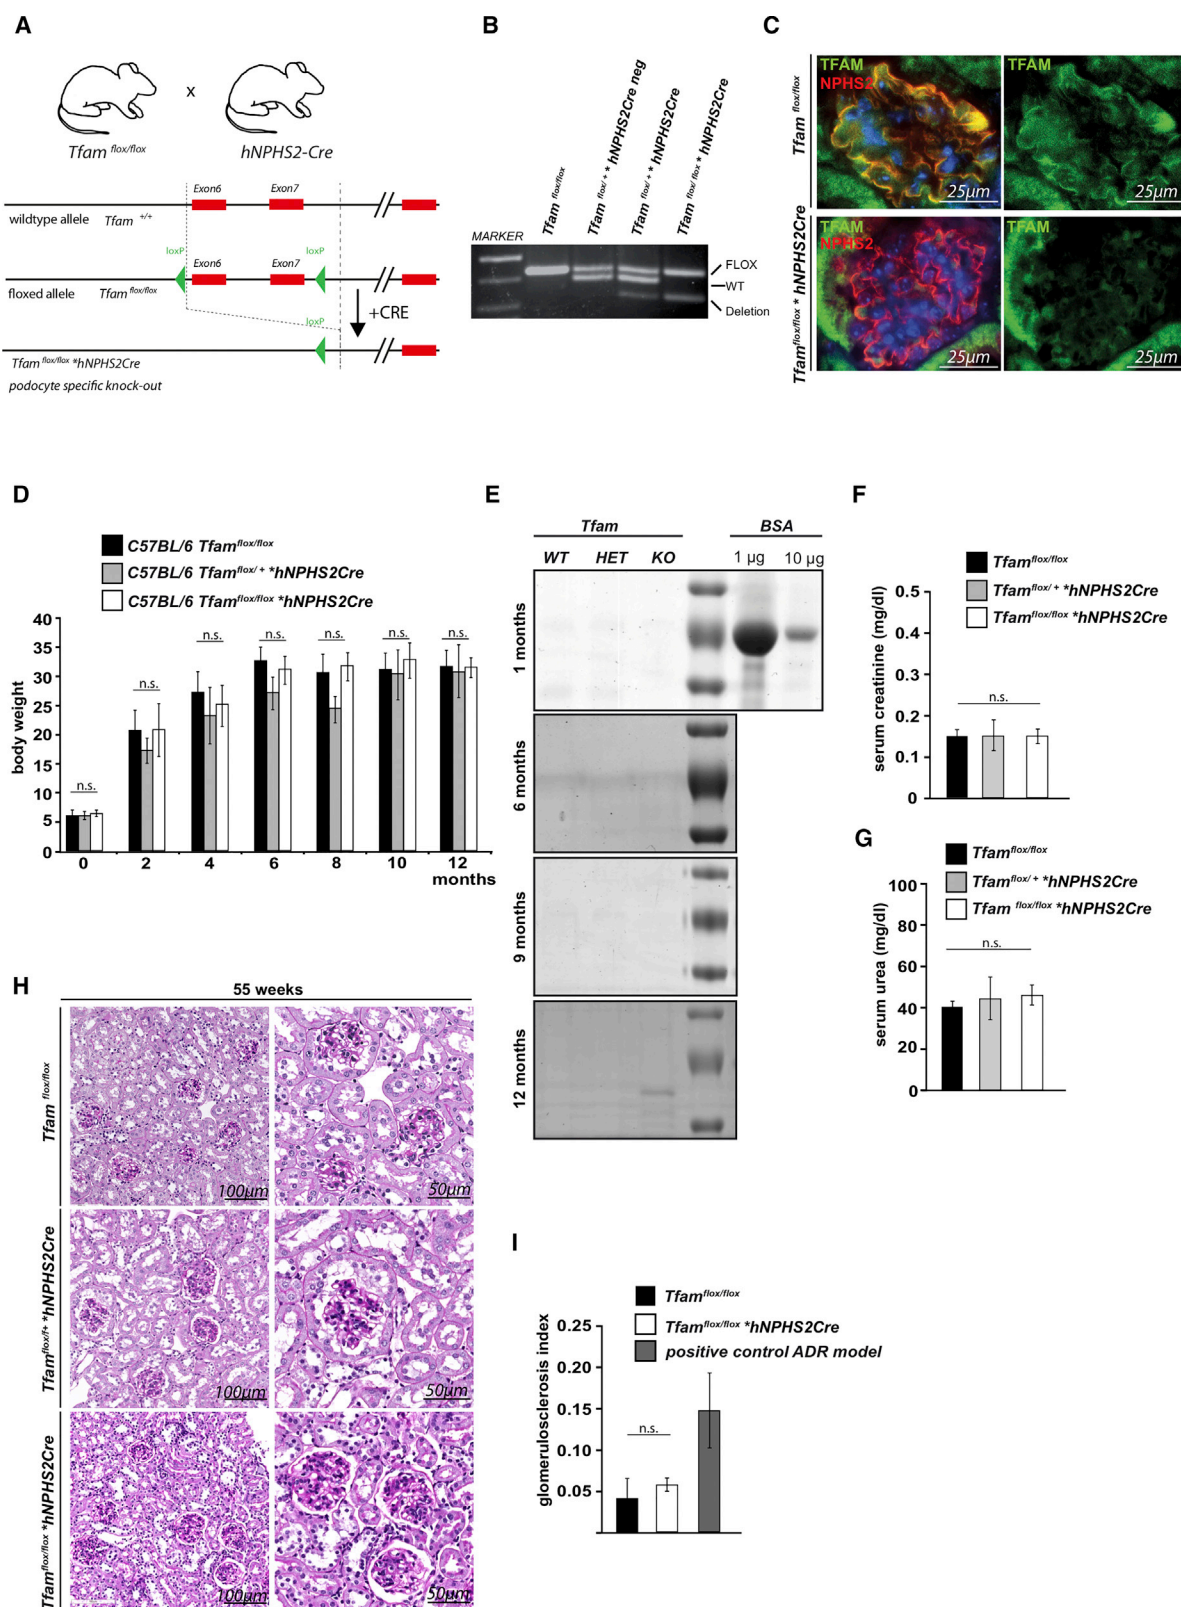 A
Tfam flox/flox
x
hNPHS2-Cre
Exon6
Exon7
wildtype allele Tfam +/+
loxP
loxP
Exon6
Exon7
floxed allele Tfam flox/flox
loxP
+CRE
Tfam flox/flox *hNPHS2Cre
podocyte specific knock-out
B
MARKER
Tfam flox/flox
Tfam flox/+ * hNPHS2Cre neg
Tfam flox/+ * hNPHS2Cre
Tfam flox/flox * hNPHS2Cre
FLOX
WT
Deletion
C
Tfam flox/flox
TFAM
NPHS2
25µm
TFAM
25µm
Tfam flox/flox * hNPHS2Cre
TFAM
NPHS2
25µm
TFAM
25µm
D
C57BL/6 Tfam flox/flox
C57BL/6 Tfam flox/+ *hNPHS2Cre
C57BL/6 Tfam flox/flox *hNPHS2Cre
body weight
40
35
30
25
20
15
10
5
0
n.s.
n.s.
n.s.
n.s.
n.s.
n.s.
n.s.
0 2 4 6 8 10 12
months
E
Tfam
BSA
WT HET KO
1 µg 10 µg
1 months
6 months
9 months
12 months
F
Tfam flox/flox
Tfam flox/+ *hNPHS2Cre
Tfam flox/flox *hNPHS2Cre
serum creatinine (mg/dl)
0.5
0.4
0.3
0.2
0.1
0
n.s.
G
Tfam flox/flox
Tfam flox/+ *hNPHS2Cre
Tfam flox/flox *hNPHS2Cre
serum urea (mg/dl)
100
80
60
40
20
0
n.s.
H
55 weeks
Tfam flox/flox
100µm
50µm
Tfam flox/f+ *hNPHS2Cre
100µm
50µm
Tfam flox/flox *hNPHS2Cre
100µm
50µm
I
Tfam flox/flox
Tfam flox/flox *hNPHS2Cre
positive control ADR model
glomerulosclerosis index
0.25
0.20
0.15
0.10
0.05
n.s.